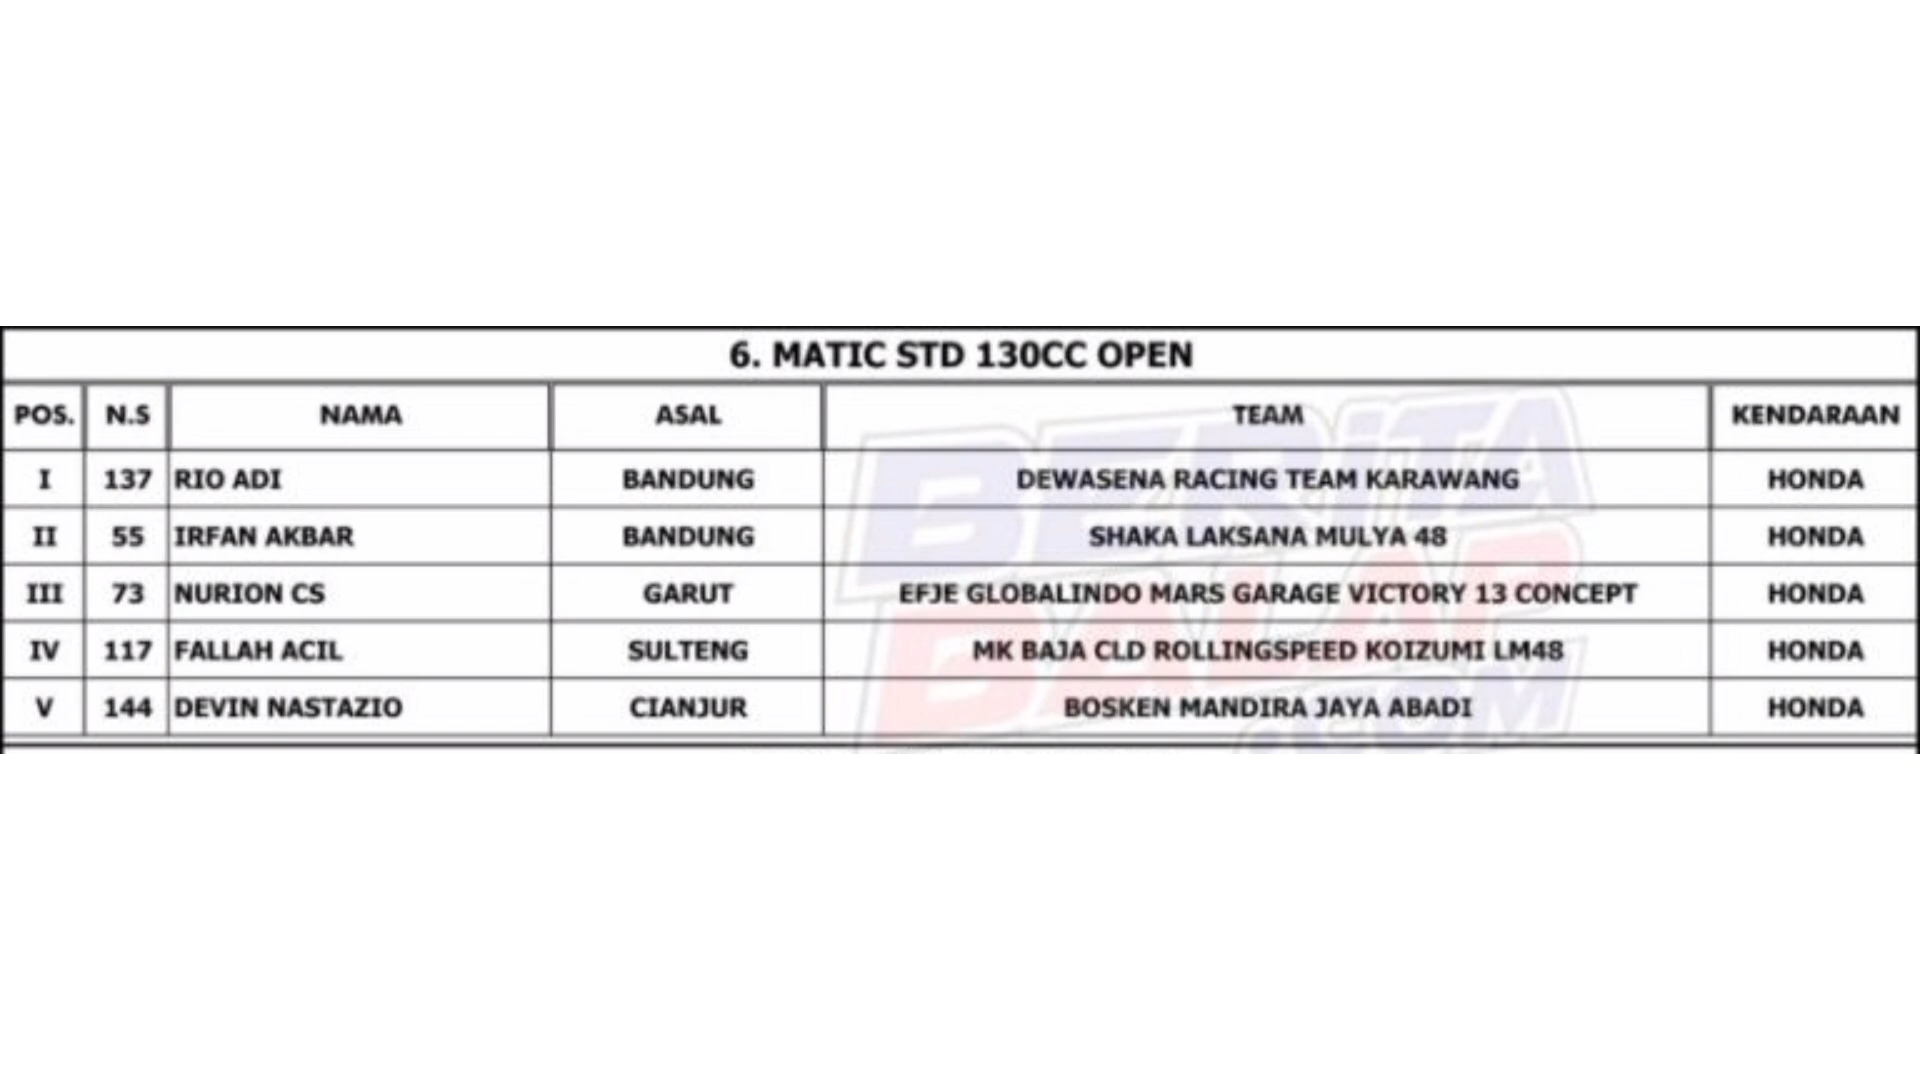 6. MATIC STD 130CC OPEN
POS. N.S NAMA ASAL TEAM KENDARAAN
I 137 RIO ADI BANDUNG DEWASENA RACING TEAM KARAWANG HONDA
II 55 IRFAN AKBAR BANDUNG SHAKA LAKSANA MULYA 48 HONDA
III 73 NURION CS GARUT EFJE GLOBALINDO MARS GARAGE VICTORY 13 CONCEPT HONDA
IV 117 FALLAH ACIL SULTENG MK BAJA CLD ROLLINGSPEED KOIZUMI LM48 HONDA
V 144 DEVIN NASTAZIO CIANJUR BOSKEN MANDIRA JAYA ABADI HONDA
BERITA
BALAP
.COM